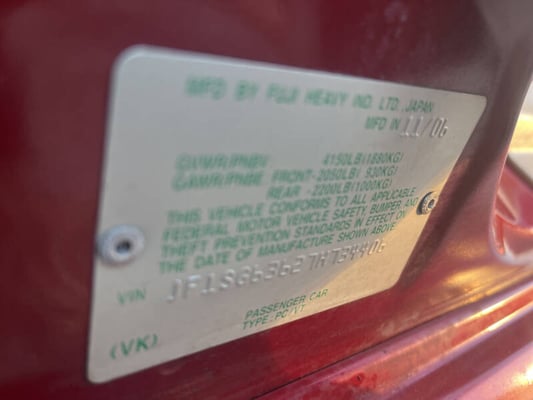 MFD BY FUJI HEAVY IND. LTD., JAPAN
MFD IN 11/06
GVWR/PNBV 4150LB(1880KG)
GAWR/PNBE FRONT-2050LB( 930KG)
REAR -2200LB(1000KG)
THIS VEHICLE CONFORMS TO ALL APPLICABLE
FEDERAL MOTOR VEHICLE SAFETY, BUMPER, AND
THEFT PREVENTION STANDARDS IN EFFECT ON
THE DATE OF MANUFACTURE SHOWN ABOVE.
VIN
PASSENGER CAR
TYPE-PC/VT
(VK)